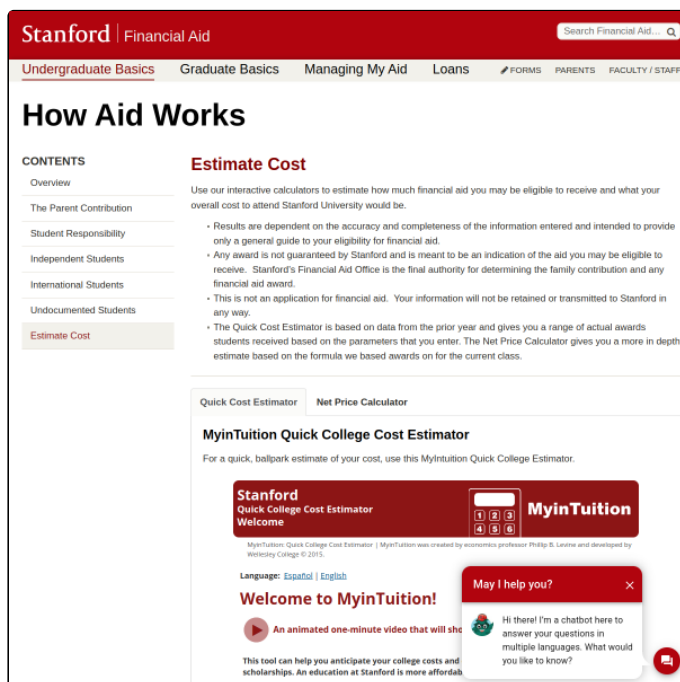 Stanford | Financial Aid
Search Financial Aid...
Undergraduate Basics Graduate Basics Managing My Aid Loans FORMS PARENTS FACULTY / STAFF
How Aid Works
CONTENTS
Overview
The Parent Contribution
Student Responsibility
Independent Students
International Students
Undocumented Students
Estimate Cost
Estimate Cost
Use our interactive calculators to estimate how much financial aid you may be eligible to receive and what your
overall cost to attend Stanford University would be.
• Results are dependent on the accuracy and completeness of the information entered and intended to provide
only a general guide to your eligibility for financial aid.
• Any award is not guaranteed by Stanford and is meant to be an indication of the aid you may be eligible to
receive. Stanford's Financial Aid Office is the final authority for determining the family contribution and any
financial aid award.
• This is not an application for financial aid. Your information will not be retained or transmitted to Stanford in
any way.
• The Quick Cost Estimator is based on data from the prior year and gives you a range of actual awards
students received based on the parameters that you enter. The Net Price Calculator gives you a more in depth
estimate based on the formula we based awards on for the current class.
Quick Cost Estimator Net Price Calculator
MyinTuition Quick College Cost Estimator
For a quick, ballpark estimate of your cost, use this MyIntuition Quick College Estimator.
Stanford
Quick College Cost Estimator
Welcome
1 2 3
4 5 6
MyinTuition
MyinTuition: Quick College Cost Estimator | MyinTuition was created by economics professor Phillip B. Levine and developed by
Wellesley College © 2015.
Language: Español | English
Welcome to MyinTuition!
An animated one-minute video that will sho
This tool can help you anticipate your college costs and
scholarships. An education at Stanford is more affordab
May I help you?
Hi there! I'm a chatbot here to
answer your questions in
multiple languages. What would
you like to know?